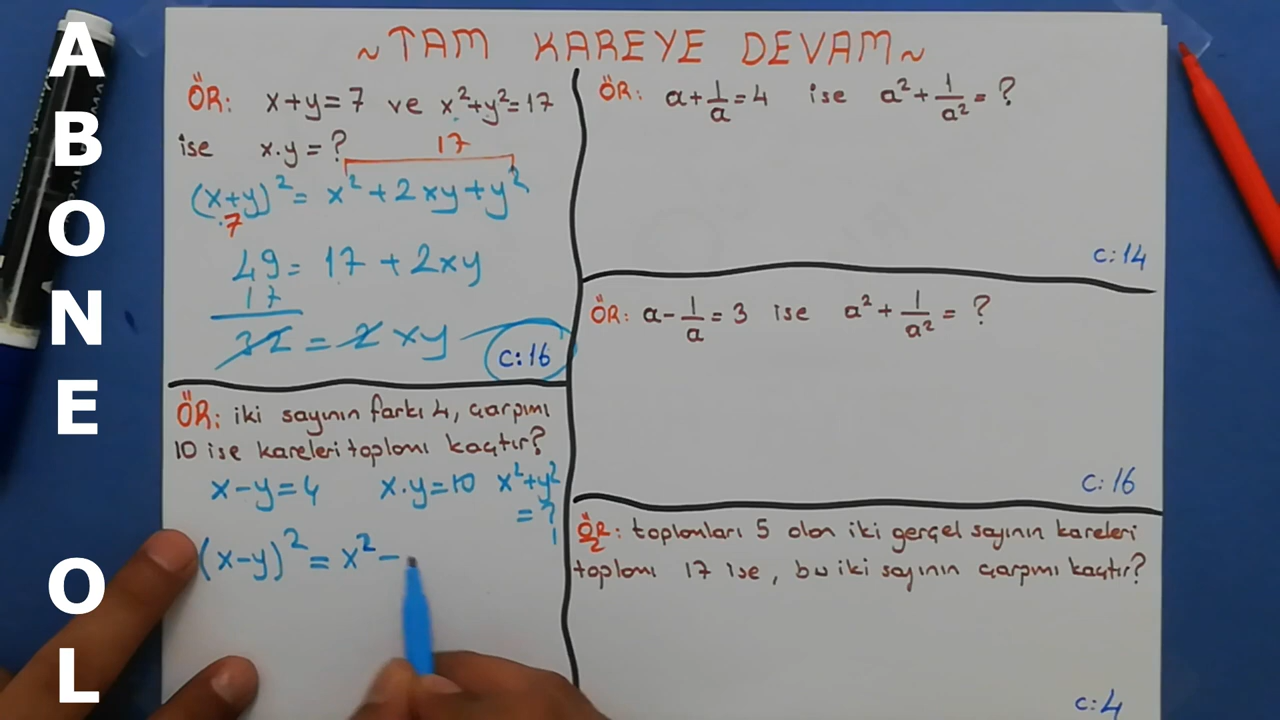 ABONE OL
~TAM KAREYE DEVAM~
ÖR: x+y=7 ve x²+y²=17
ise x.y=?
17
(x+y)²= x²+2xy+y²
7
49= 17+2xy
17
32=2xy
C:16
ÖR: iki sayının farkı 4, çarpımı
10 ise kareleri toplamı kaçtır?
x-y=4 x.y=10 x²+y²
=?
(x-y)²=x²-
ÖR: a+1/a=4 ise a²+1/a²=?
C:14
ÖR: a-1/a=3 ise a²+1/a²=?
C:16
ÖR: toplamları 5 olan iki gerçel sayının kareleri
toplamı 17 ise, bu iki sayının çarpımı kaçtır?
C:4